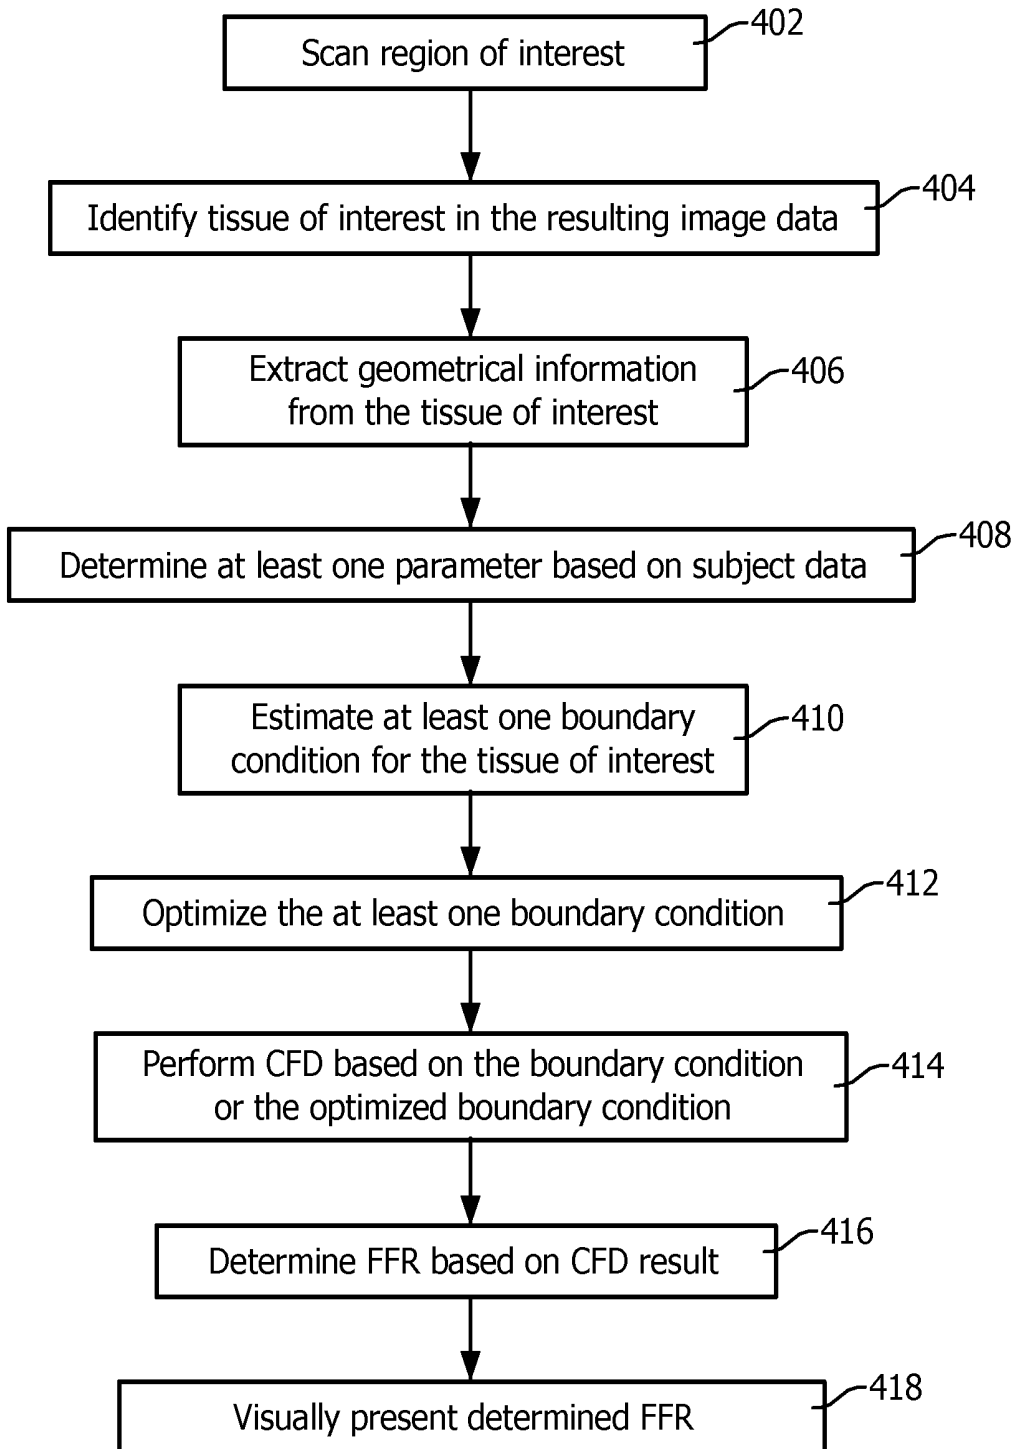 Scan region of interest
402
Identify tissue of interest in the resulting image data
404
Extract geometrical information
from the tissue of interest
406
Determine at least one parameter based on subject data
408
Estimate at least one boundary
condition for the tissue of interest
410
Optimize the at least one boundary condition
412
Perform CFD based on the boundary condition
or the optimized boundary condition
414
Determine FFR based on CFD result
416
Visually present determined FFR
418